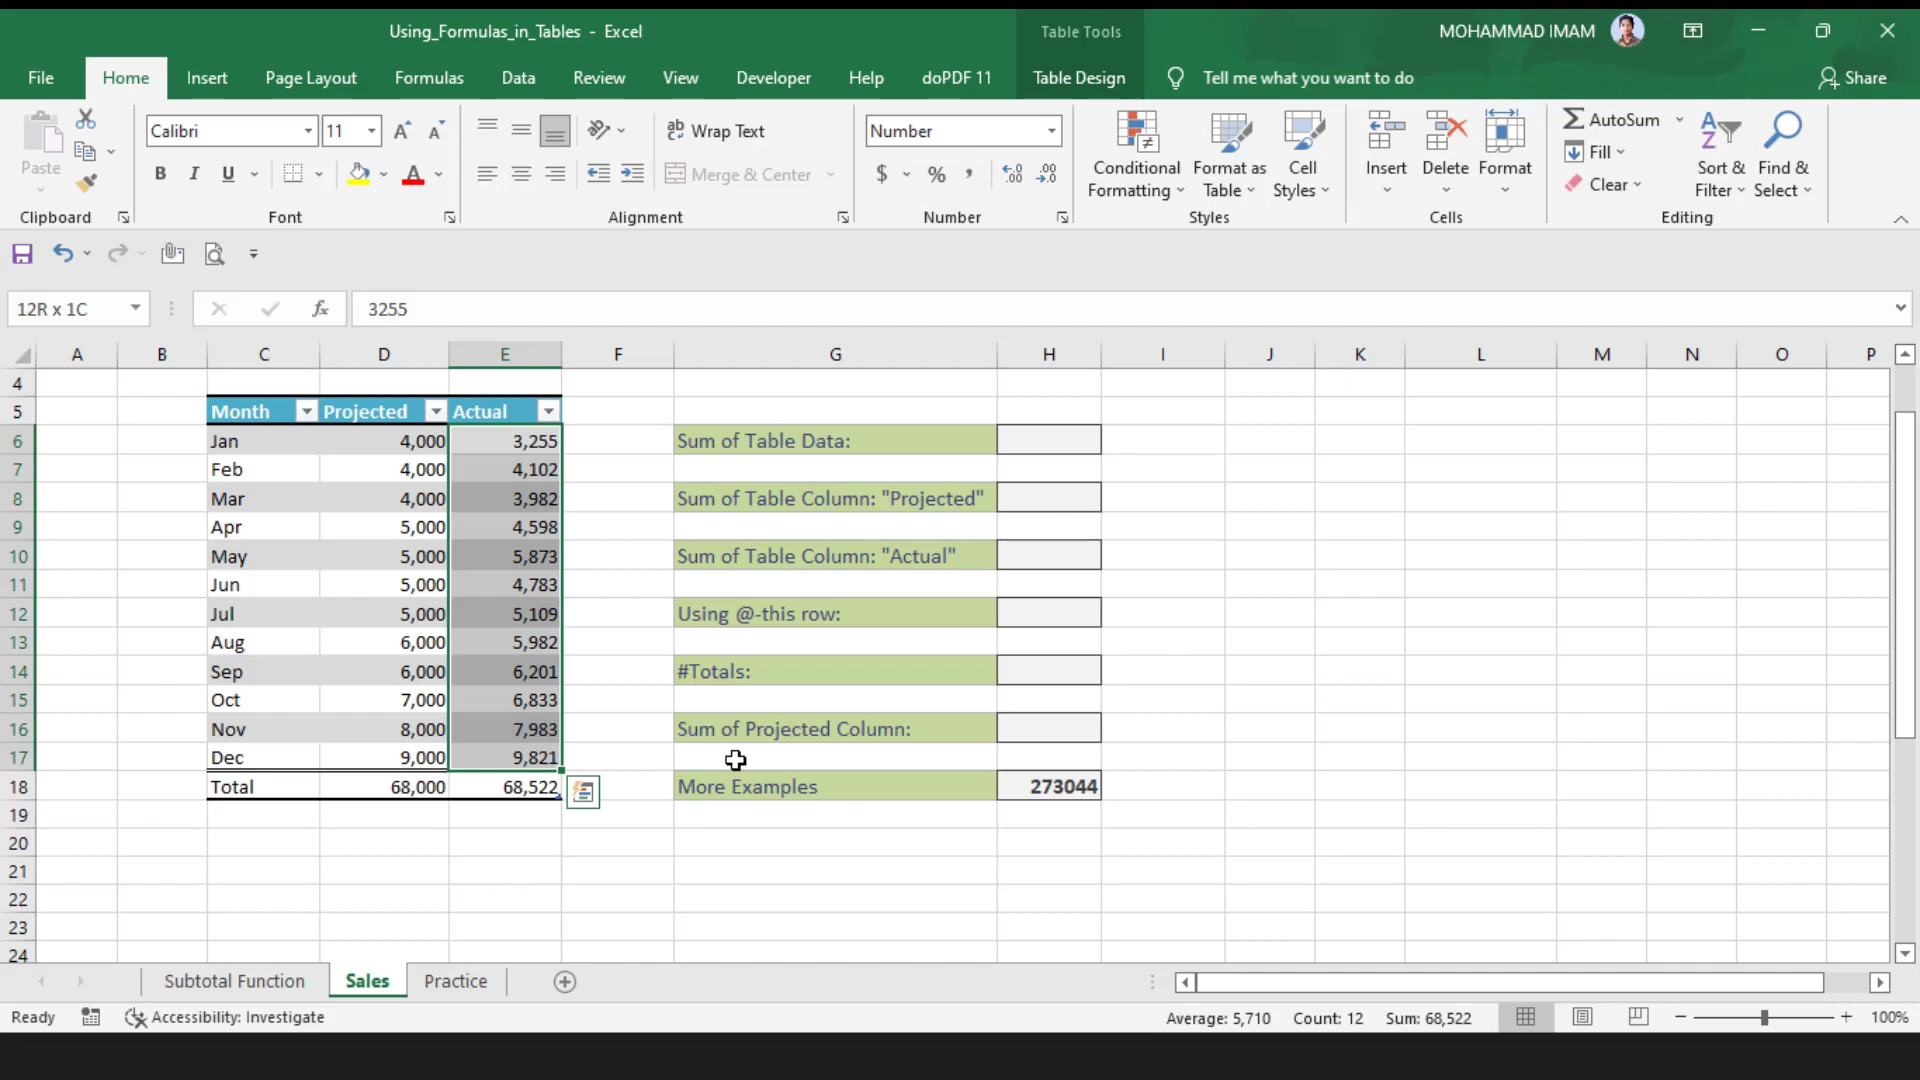 Using_Formulas_in_Tables - Excel
Table Tools
MOHAMMAD IMAM
File Home Insert Page Layout Formulas Data Review View Developer Help doPDF 11 Table Design Tell me what you want to do Share
Paste
Calibri 11
Wrap Text
Merge & Center
Number
$ % ,
Conditional Formatting
Format as Table
Cell Styles
Insert Delete Format
AutoSum
Fill
Clear
Sort & Filter
Find & Select
Clipboard Font Alignment Number Styles Cells Editing
12R x 1C fx 3255
A B C D E F G H I J K L M N O P
4
5 Month Projected Actual
6 Jan 4,000 3,255 Sum of Table Data:
7 Feb 4,000 4,102
8 Mar 4,000 3,982 Sum of Table Column: "Projected"
9 Apr 5,000 4,598
10 May 5,000 5,873 Sum of Table Column: "Actual"
11 Jun 5,000 4,783
12 Jul 5,000 5,109 Using @-this row:
13 Aug 6,000 5,982
14 Sep 6,000 6,201 #Totals:
15 Oct 7,000 6,833
16 Nov 8,000 7,983 Sum of Projected Column:
17 Dec 9,000 9,821
18 Total 68,000 68,522 More Examples 273044
19
20
21
22
23
24
Subtotal Function Sales Practice
Ready Accessibility: Investigate Average: 5,710 Count: 12 Sum: 68,522 100%